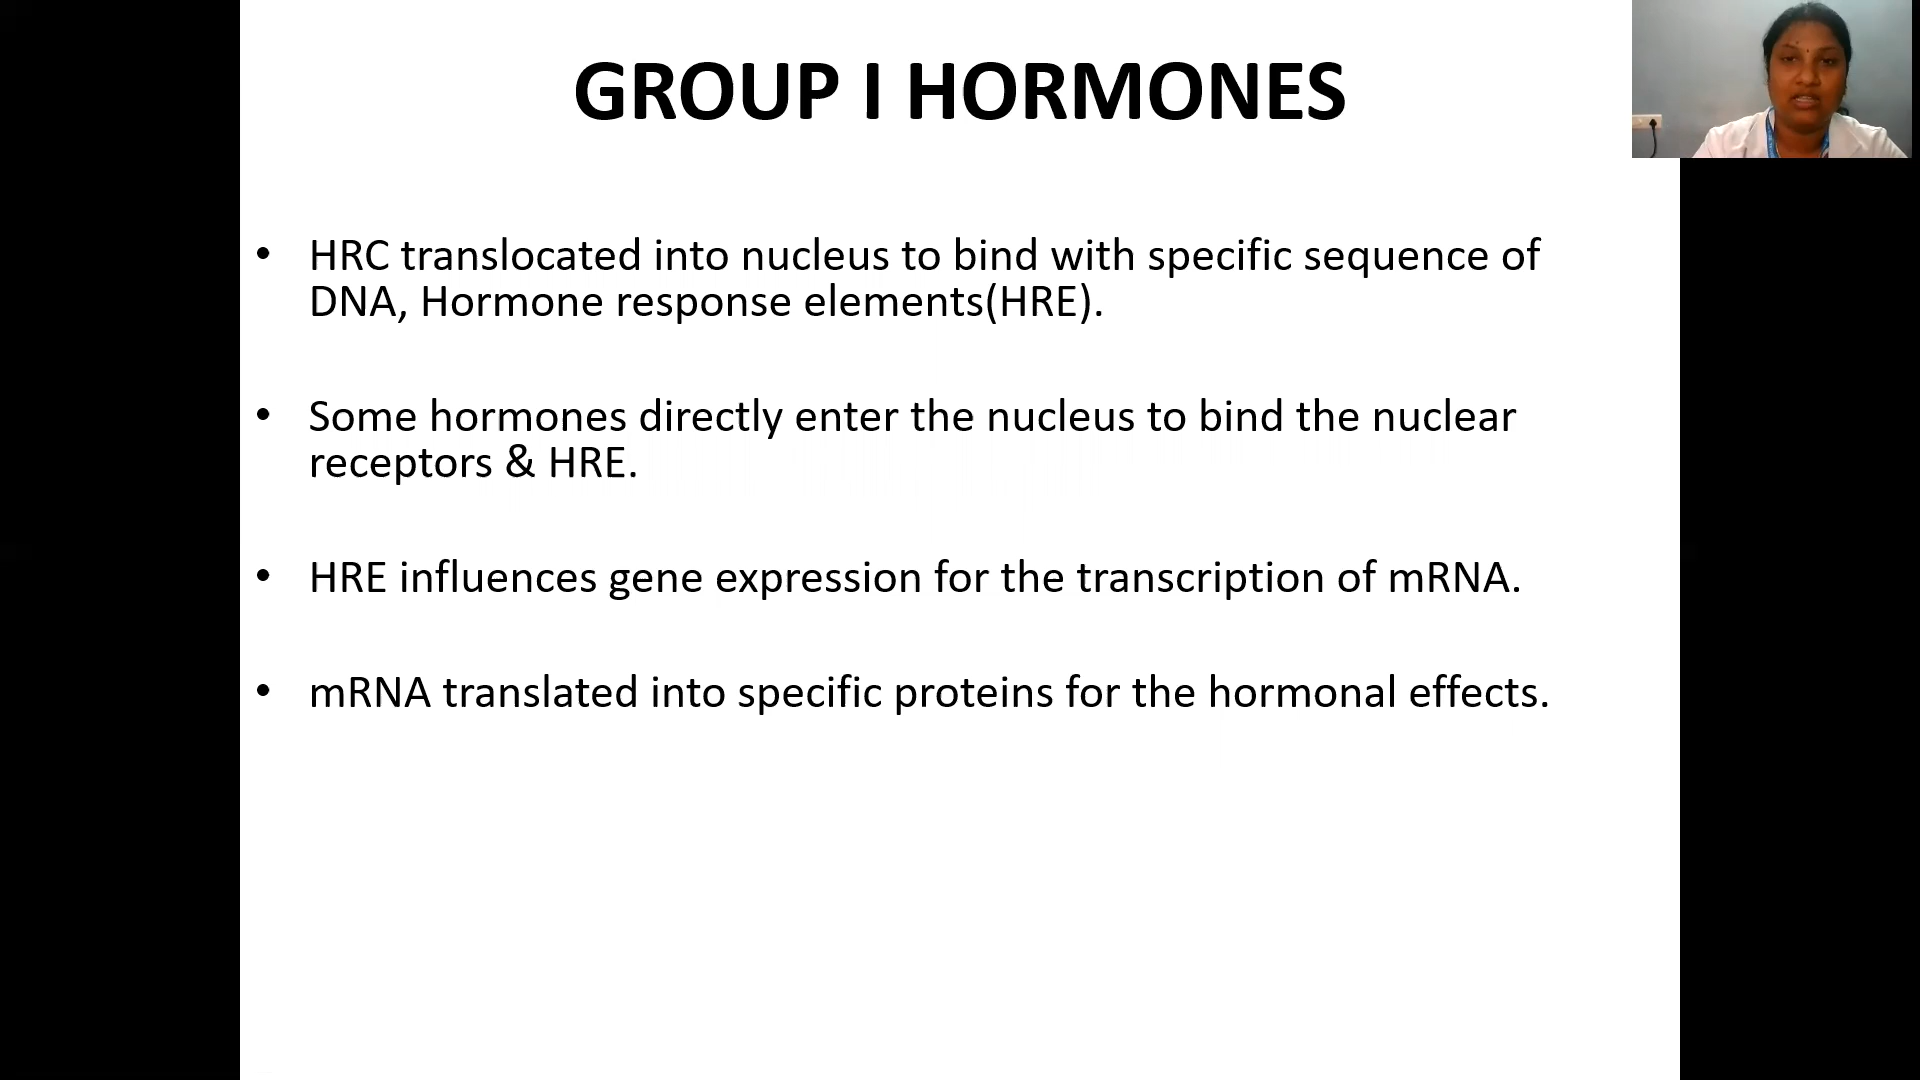 GROUP I HORMONES
• HRC translocated into nucleus to bind with specific sequence of
DNA, Hormone response elements(HRE).
• Some hormones directly enter the nucleus to bind the nuclear
receptors & HRE.
• HRE influences gene expression for the transcription of mRNA.
• mRNA translated into specific proteins for the hormonal effects.